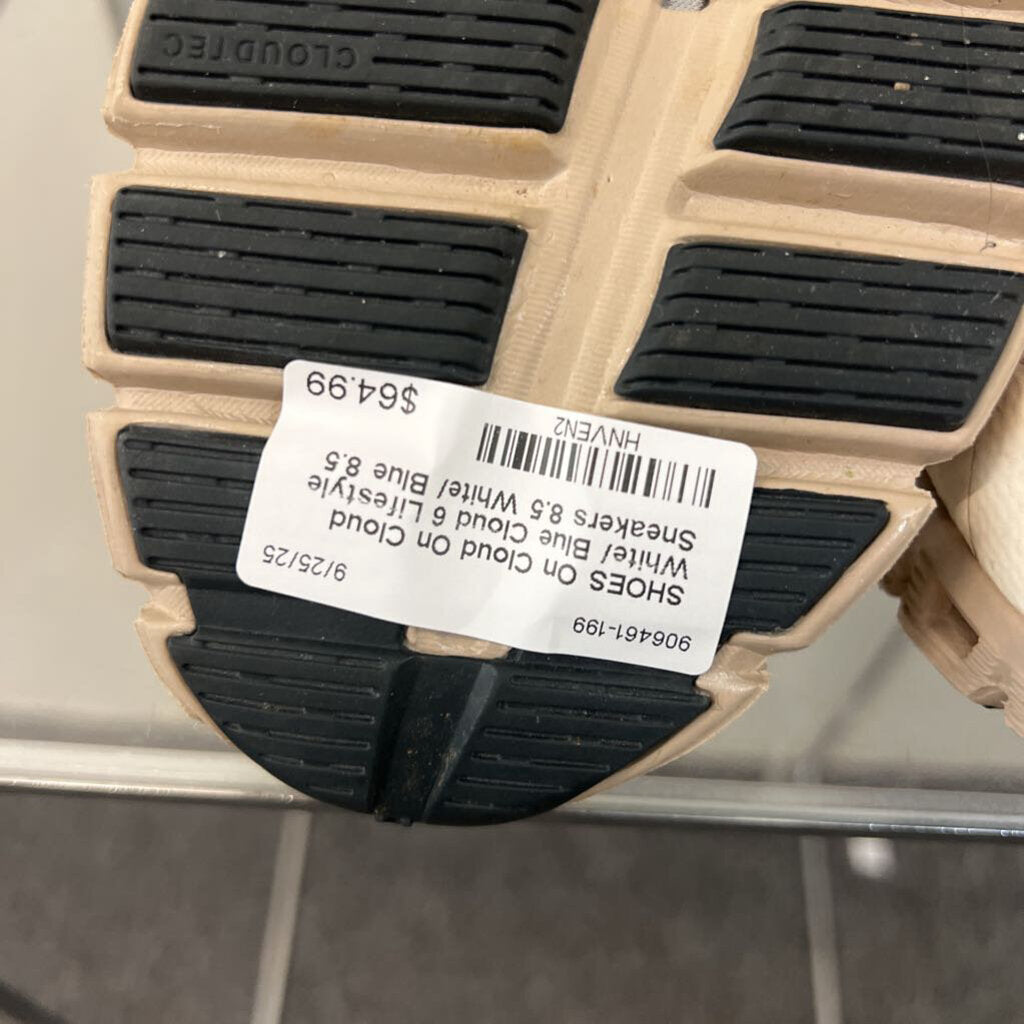 906461-199
9/25/25
SHOES On Cloud On Cloud
White/ Blue Cloud 6 Lifestyle
Sneakers 8.5 White/ Blue 8.5
HNVEN2
$64.99
CLOUDTEC